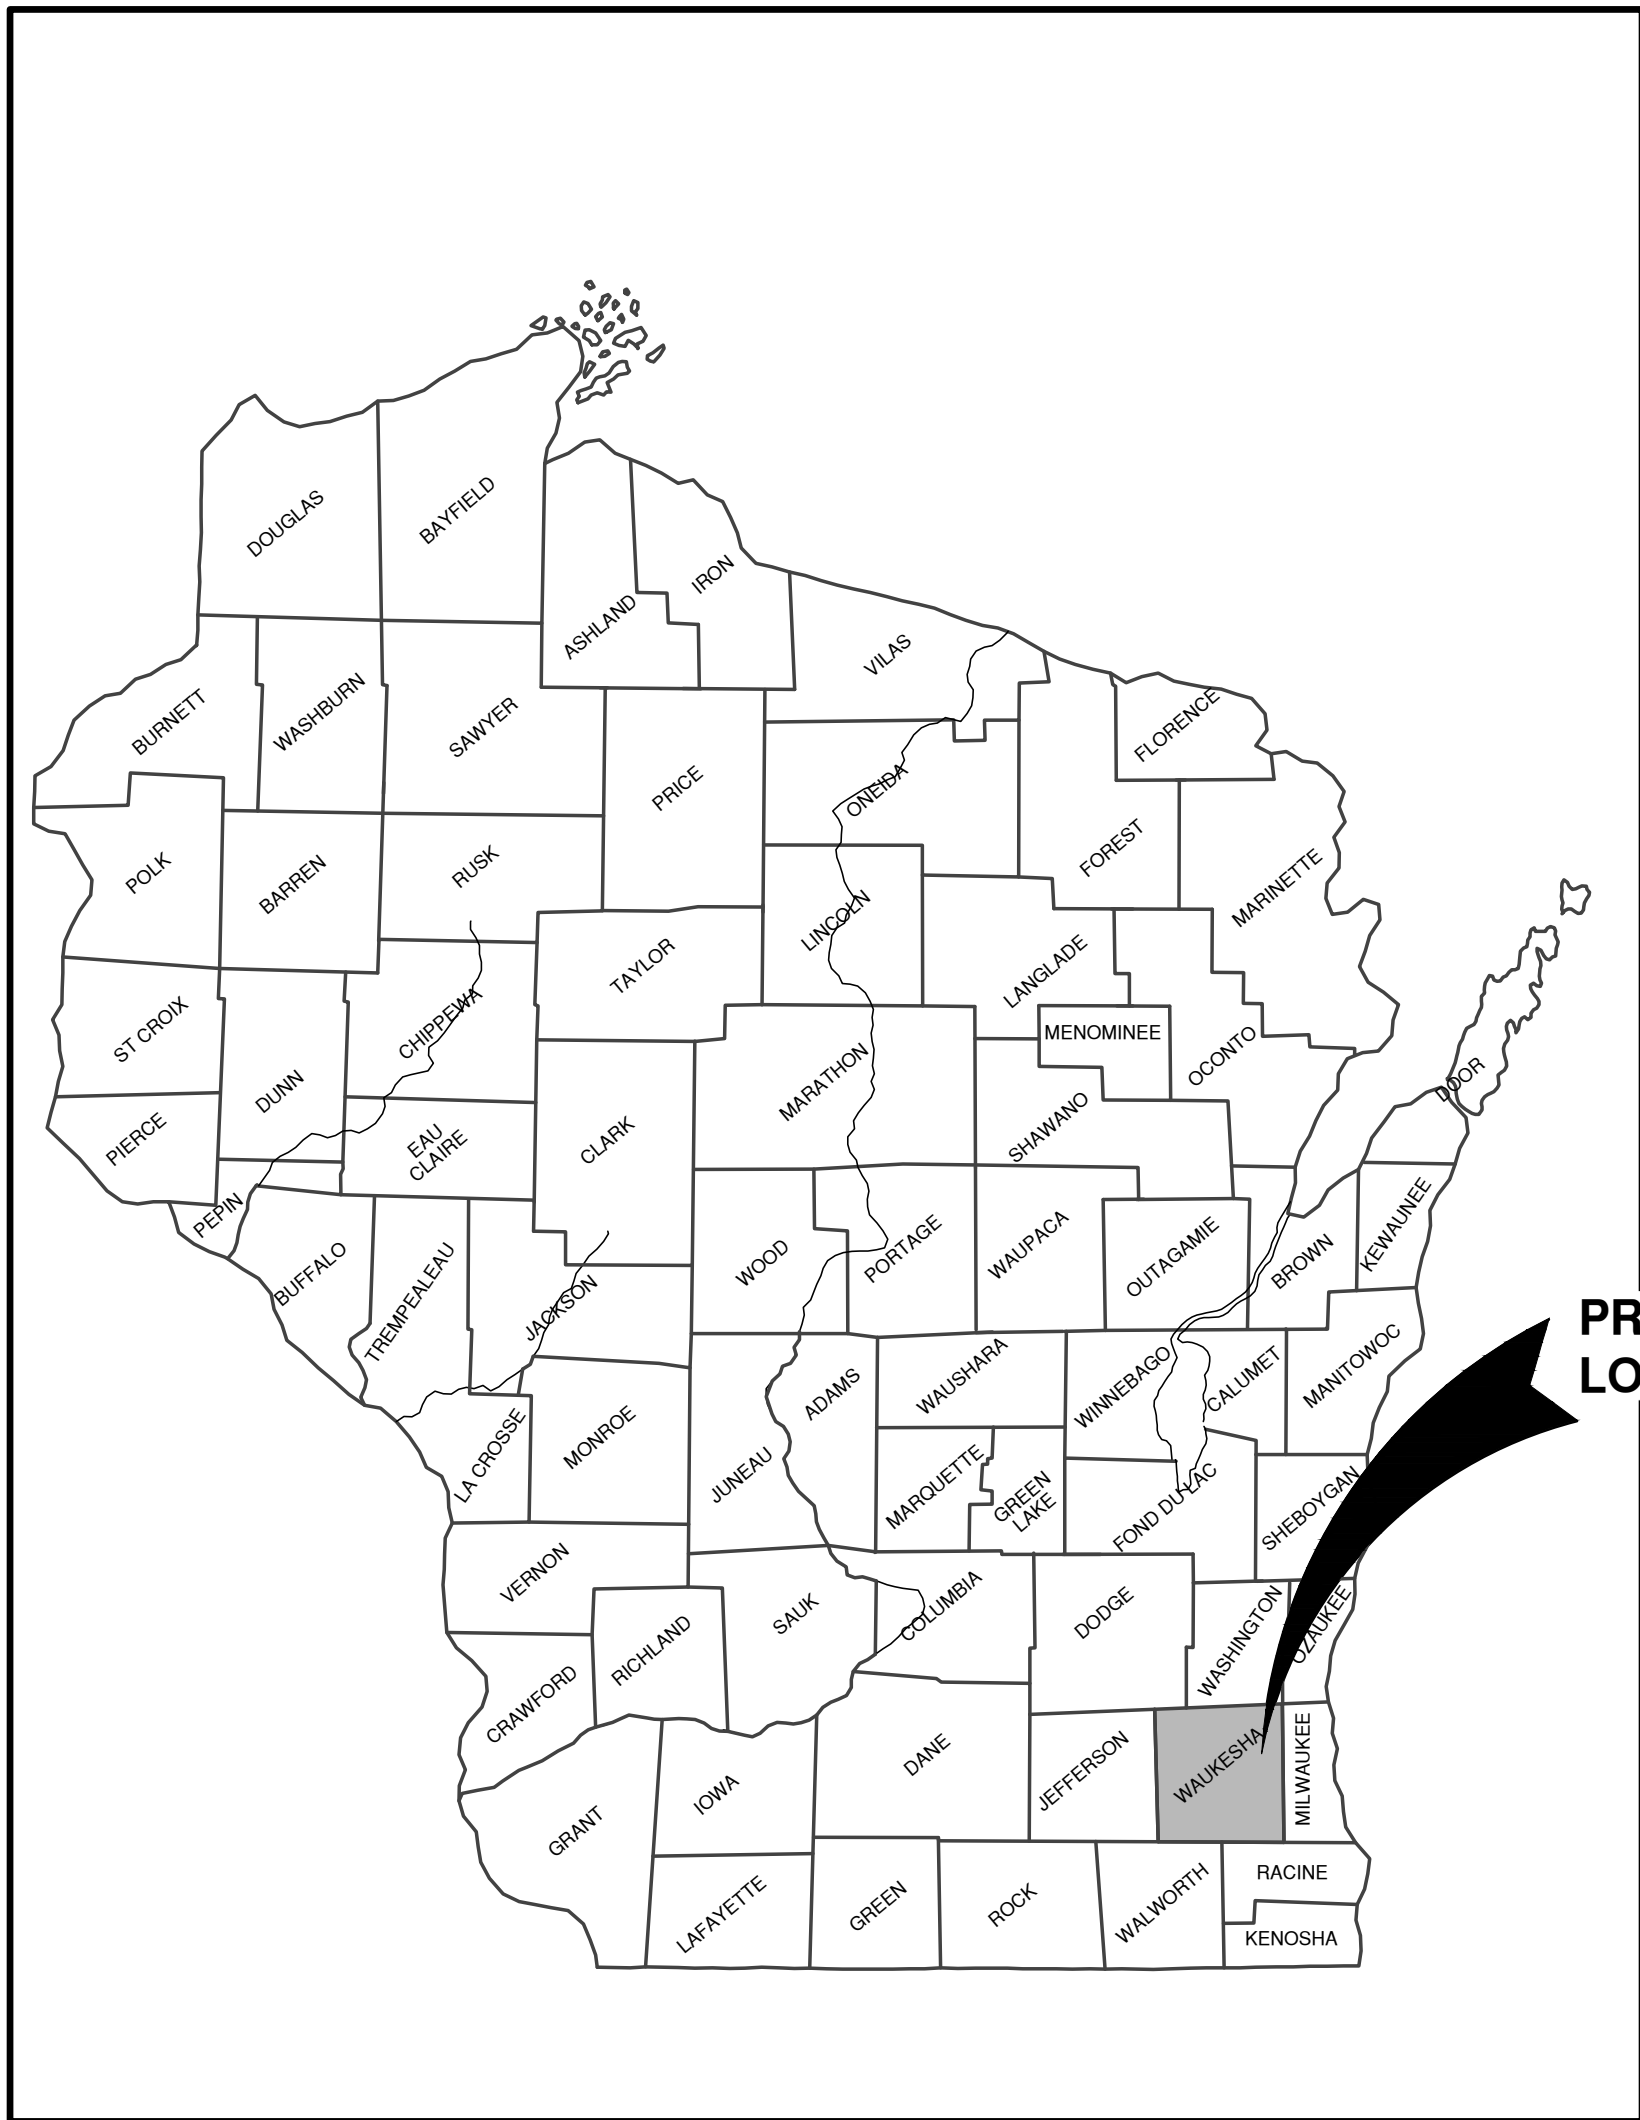 BAYFIELD
DOUGLAS
IRON
ASHLAND
VILAS
BURNETT
WASHBURN
SAWYER
FLORENCE
PRICE
ONEIDA
FOREST
POLK
BARREN
RUSK
MARINETTE
LINCOLN
TAYLOR
LANGLADE
ST CROIX
CHIPPEWA
MENOMINEE
OCONTO
DOOR
DUNN
MARATHON
PIERCE
EAU
CLAIRE
CLARK
SHAWANO
PEPIN
KEWAUNEE
BUFFALO
TREMPEALEAU
WOOD
PORTAGE
WAUPACA
OUTAGAMIE
BROWN
JACKSON
PR
LO
ADAMS
WAUSHARA
WINNEBAGO
CALUMET
MANITOWOC
LA CROSSE
MONROE
JUNEAU
MARQUETTE
GREEN
LAKE
FOND DU LAC
SHEBOYGAN
VERNON
RICHLAND
SAUK
COLUMBIA
DODGE
WASHINGTON
OZAUKEE
CRAWFORD
DANE
JEFFERSON
WAUKESHA
MILWAUKEE
GRANT
IOWA
LAFAYETTE
GREEN
ROCK
WALWORTH
RACINE
KENOSHA